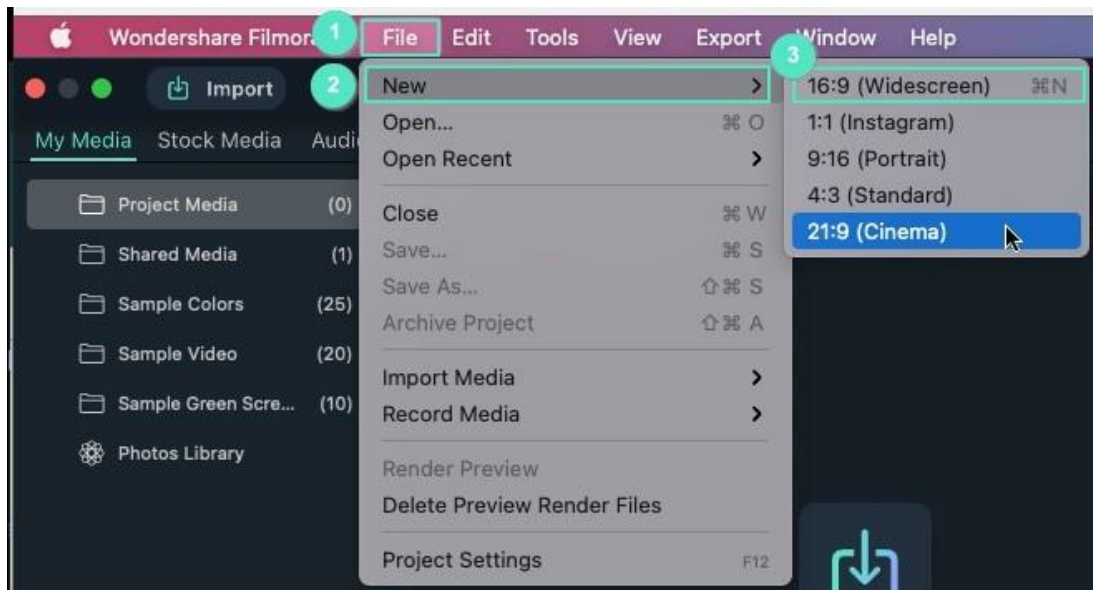 Wondershare Filmora 1 File Edit Tools View Export Window Help
Import
My Media Stock Media Audi
Project Media (0)
Shared Media (1)
Sample Colors (25)
Sample Video (20)
Sample Green Scre... (10)
Photos Library
2 New
Open... ⌘ O
Open Recent
Close ⌘ W
Save... ⌘ S
Save As... ⇧⌘ S
Archive Project ⇧⌘ A
Import Media
Record Media
Render Preview
Delete Preview Render Files
Project Settings F12
3
16:9 (Widescreen) ⌘N
1:1 (Instagram)
9:16 (Portrait)
4:3 (Standard)
21:9 (Cinema)